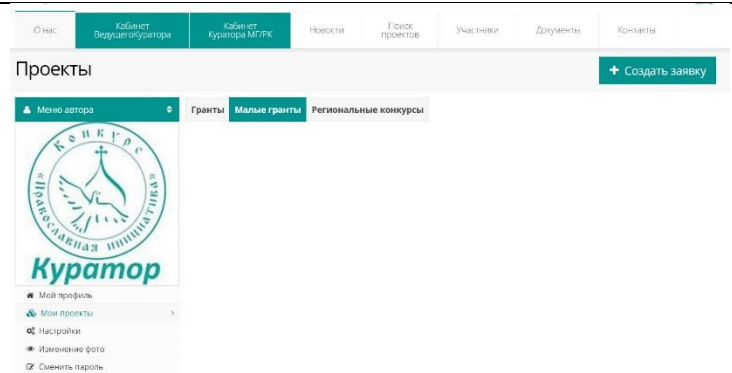 О нас
Кабинет
ВедущегоКуратора
Кабинет
Куратора МГ/РК
Новости
Поиск
проектов
Участники
Документы
Контакты
Проекты
Создать заявку
Меню автора
Гранты Малые гранты Региональные конкурсы
Конкурс
«Православная инициатива»
Куратор
Мой профиль
Мои проекты
Настройки
Изменение фото
Сменить пароль